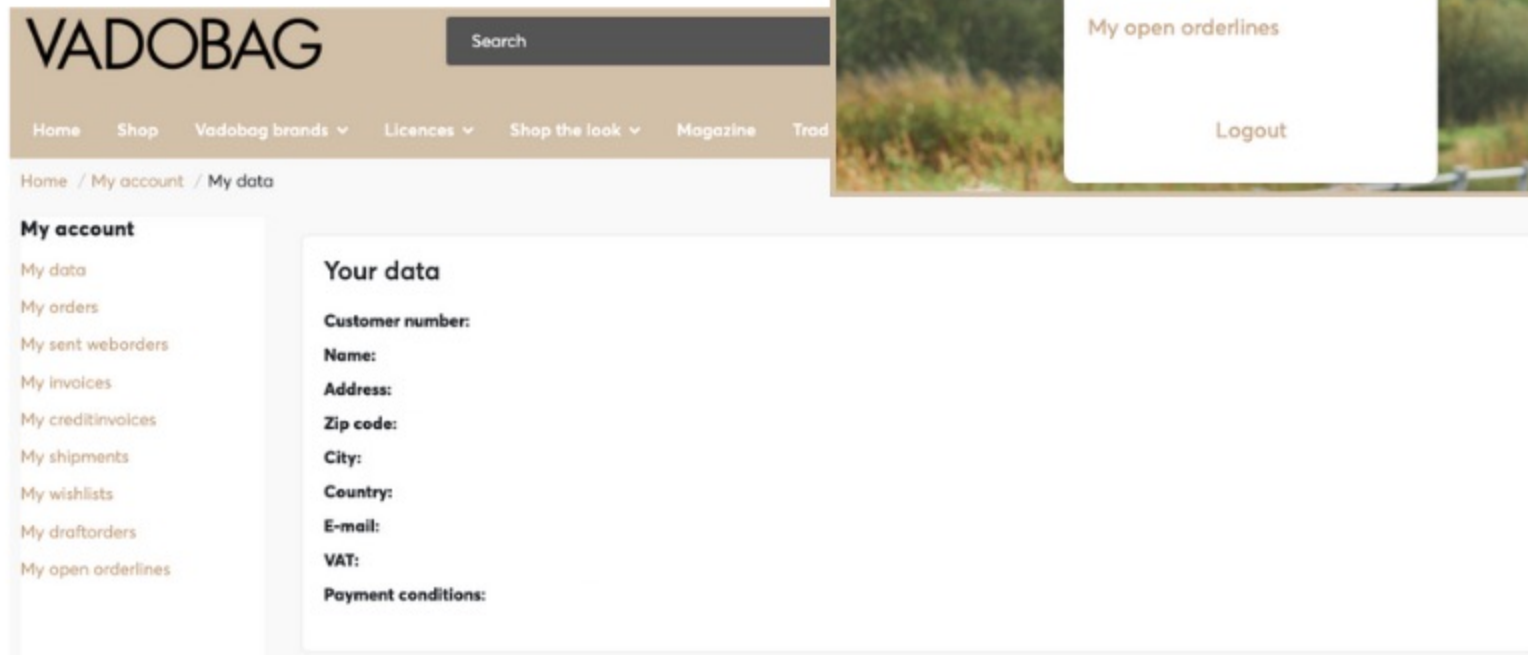 VADOBAG
Search
Home Shop Vadobag brands Licences Shop the look Magazine Trad
My open orderlines
Logout
Home / My account / My data
My account
My data
My orders
My sent weborders
My invoices
My creditinvoices
My shipments
My wishlists
My draftorders
My open orderlines
Your data
Customer number:
Name:
Address:
Zip code:
City:
Country:
E-mail:
VAT:
Payment conditions: